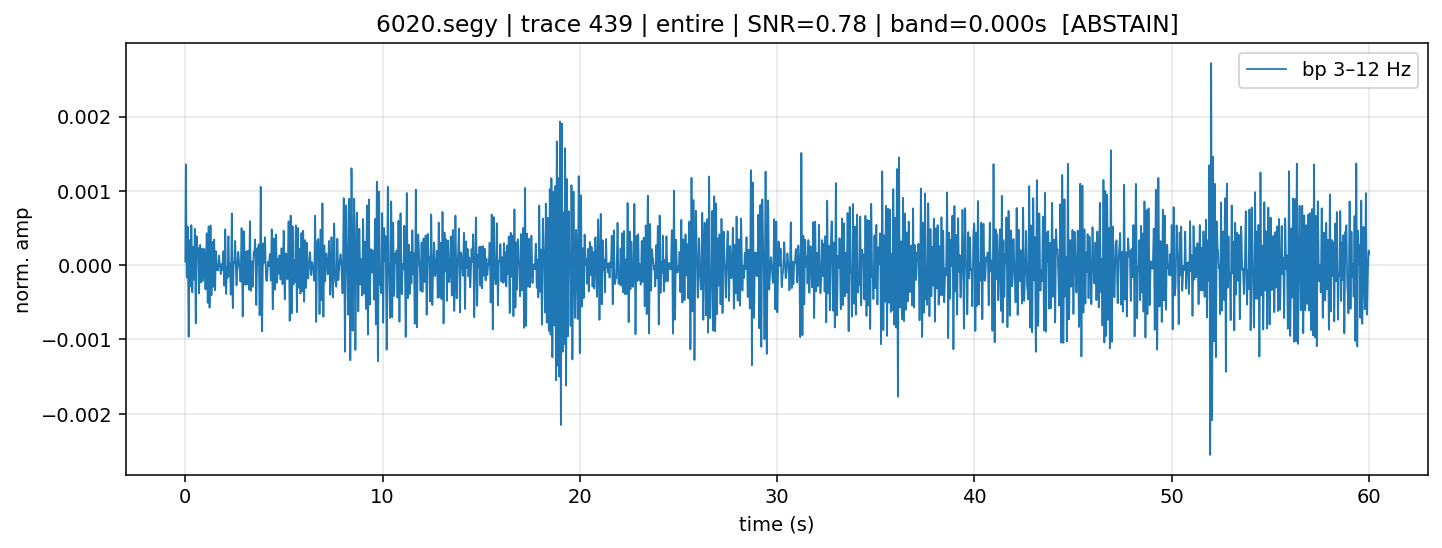 6020.segy | trace 439 | entire | SNR=0.78 | band=0.000s  [ABSTAIN]
bp 3–12 Hz
norm. amp
0.002
0.001
0.000
−0.001
−0.002
0 10 20 30 40 50 60
time (s)